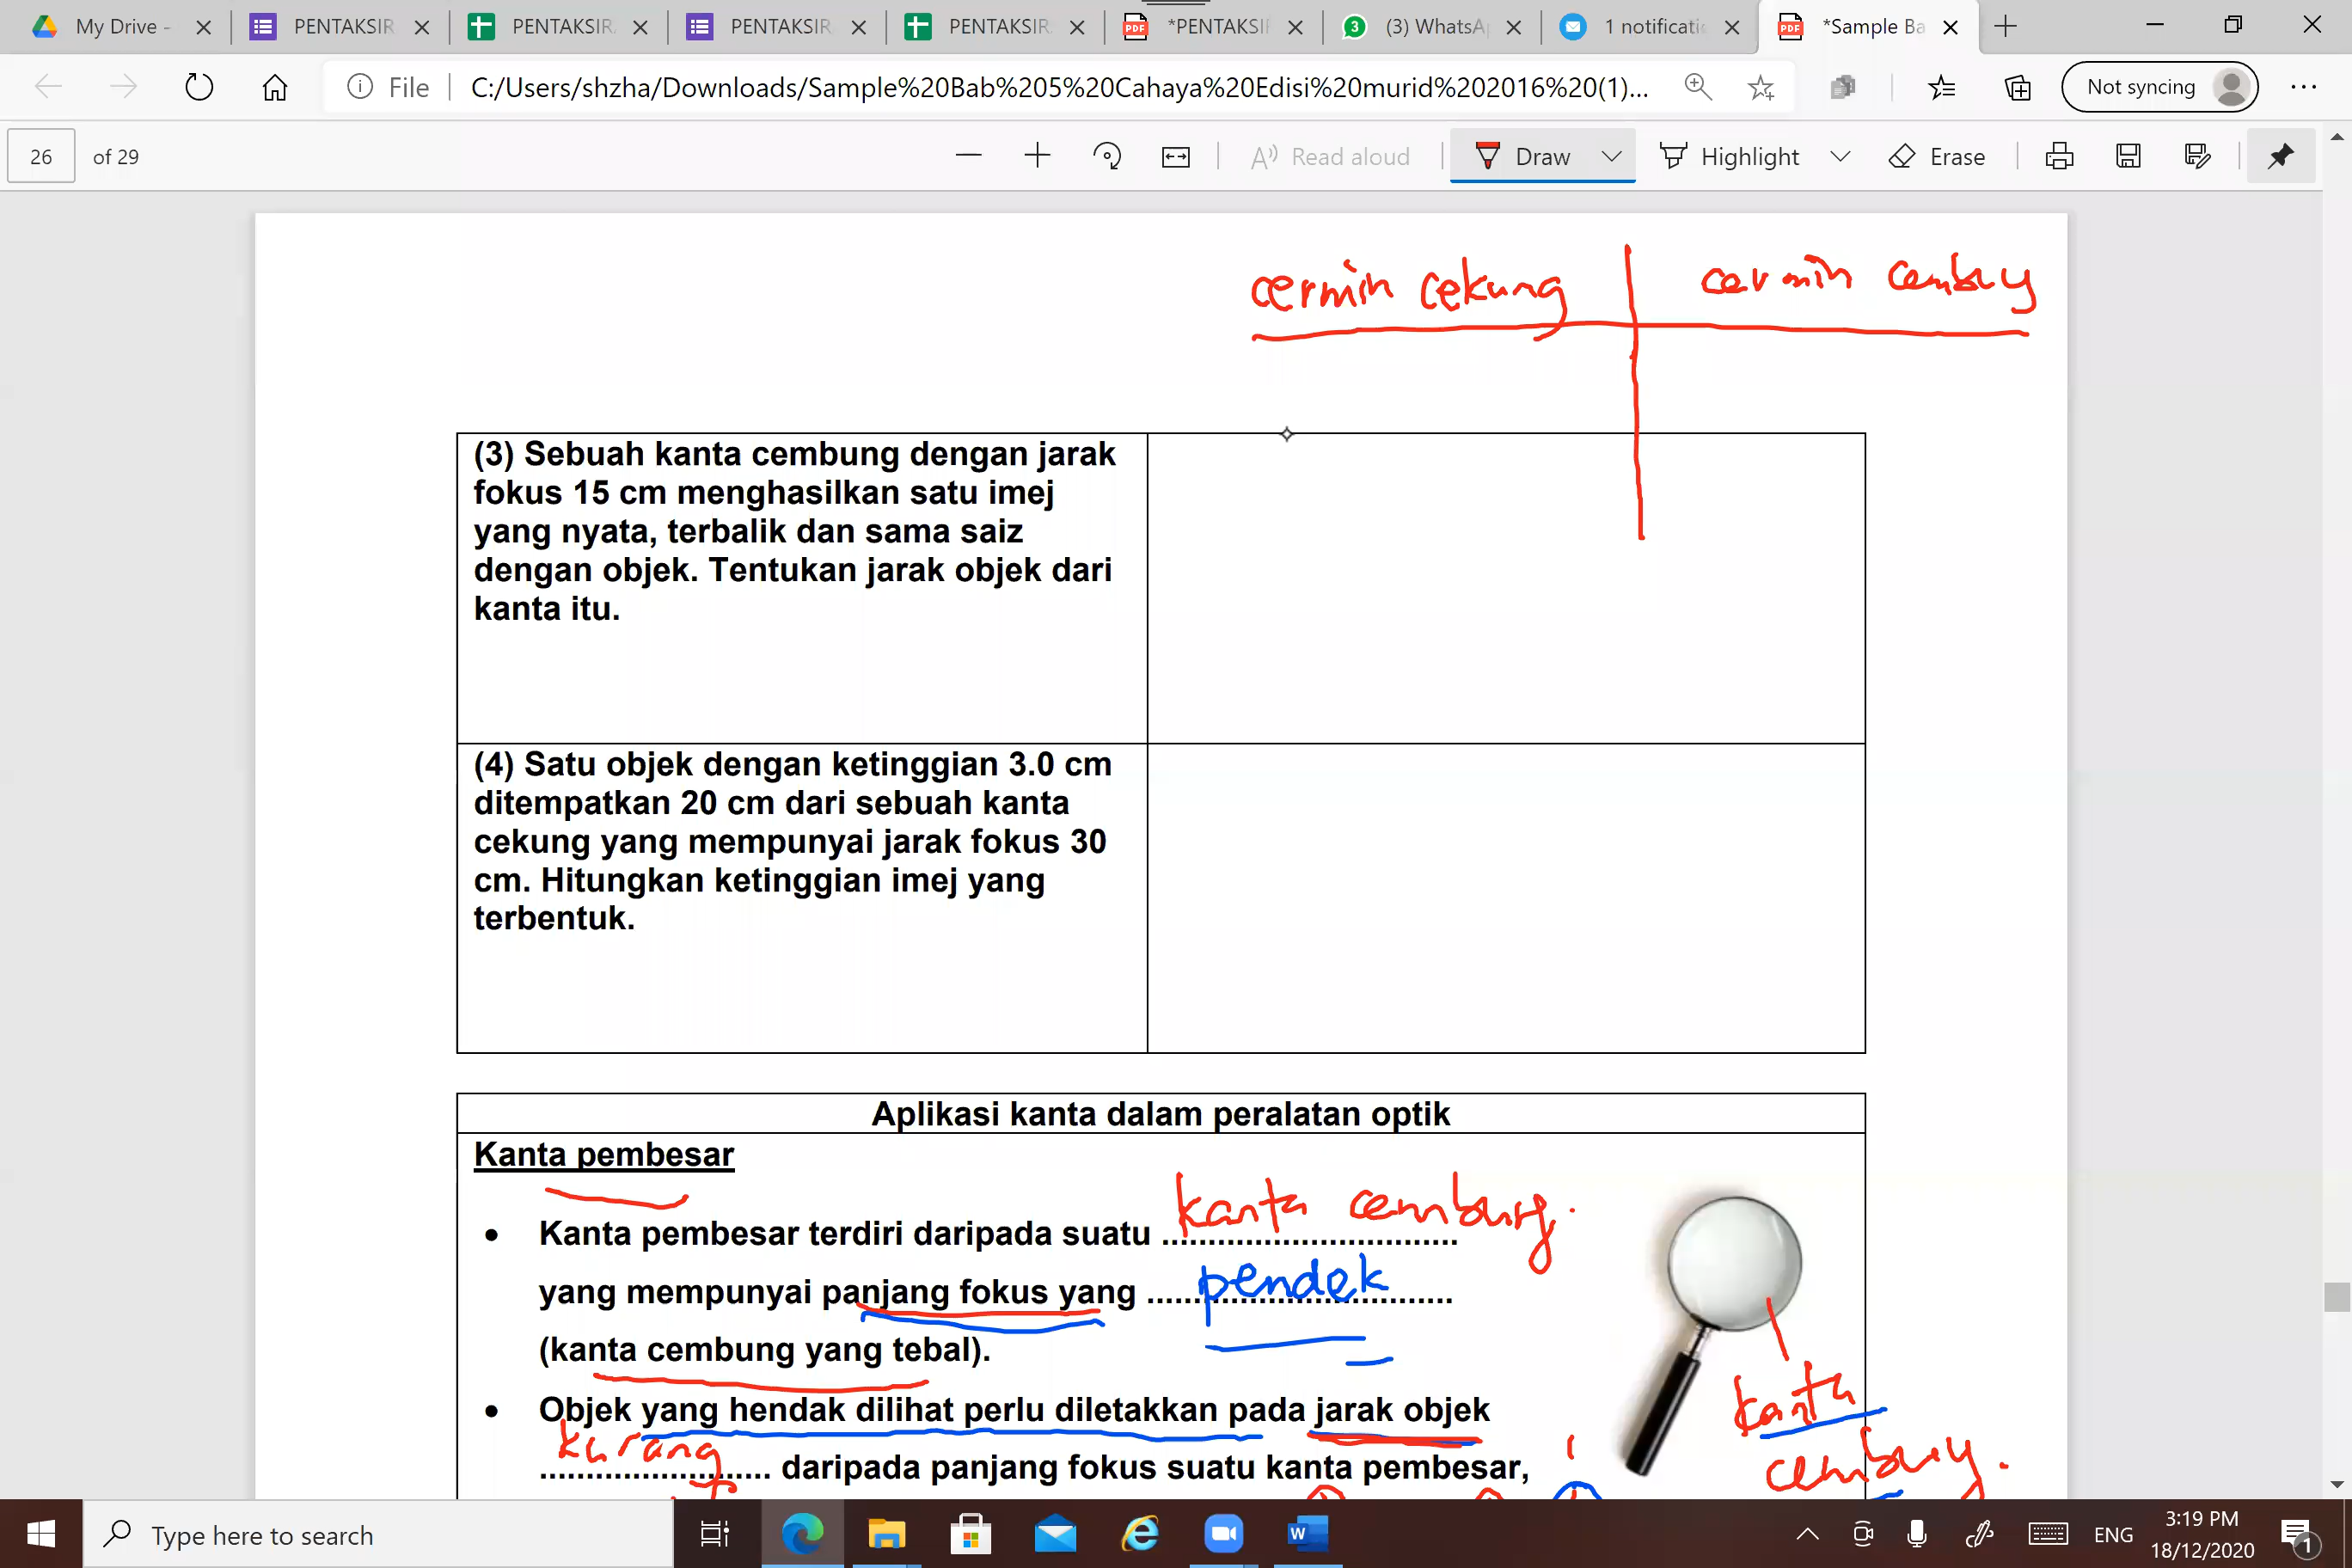 My Drive -
PENTAKSIR
PENTAKSIR
PENTAKSIR
PENTAKSIR
*PENTAKSI
(3) WhatsA
1 notificati
*Sample Ba
File
C:/Users/shzha/Downloads/Sample%20Bab%205%20Cahaya%20Edisi%20murid%202016%20(1)...
Not syncing
26
of 29
Read aloud
Draw
Highlight
Erase
cermin cekung
cermin cembung
(3) Sebuah kanta cembung dengan jarak
fokus 15 cm menghasilkan satu imej
yang nyata, terbalik dan sama saiz
dengan objek. Tentukan jarak objek dari
kanta itu.
(4) Satu objek dengan ketinggian 3.0 cm
ditempatkan 20 cm dari sebuah kanta
cekung yang mempunyai jarak fokus 30
cm. Hitungkan ketinggian imej yang
terbentuk.
Aplikasi kanta dalam peralatan optik
Kanta pembesar
• Kanta pembesar terdiri daripada suatu ................................ kanta cembung.
yang mempunyai panjang fokus yang ................................. pendek
(kanta cembung yang tebal).
• Objek yang hendak dilihat perlu diletakkan pada jarak objek
kurang
......................... daripada panjang fokus suatu kanta pembesar,
kanta
cembung.
Type here to search
ENG
3:19 PM
18/12/2020
1